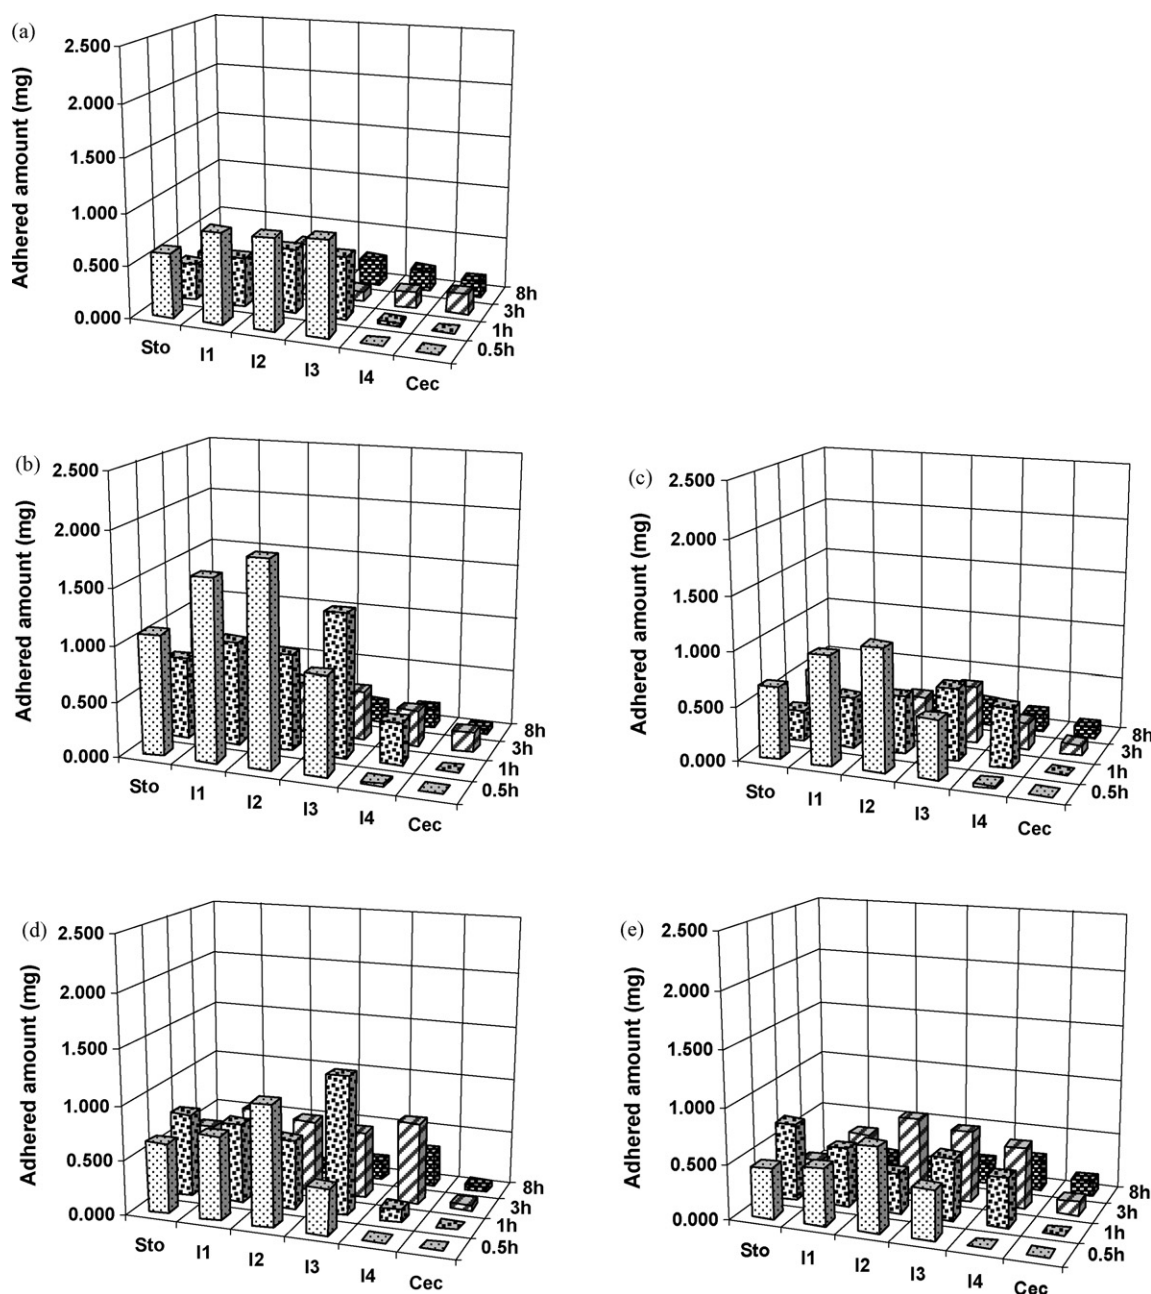 (a)
Adhered amount (mg)
2.500
2.000
1.500
1.000
0.500
0.000
Sto I1 I2 I3 I4 Cec
0.5h 1h 3h 8h
(b)
Adhered amount (mg)
2.500
2.000
1.500
1.000
0.500
0.000
Sto I1 I2 I3 I4 Cec
0.5h 1h 3h 8h
(c)
Adhered amount (mg)
2.500
2.000
1.500
1.000
0.500
0.000
Sto I1 I2 I3 I4 Cec
0.5h 1h 3h 8h
(d)
Adhered amount (mg)
2.500
2.000
1.500
1.000
0.500
0.000
Sto I1 I2 I3 I4 Cec
0.5h 1h 3h 8h
(e)
Adhered amount (mg)
2.500
2.000
1.500
1.000
0.500
0.000
Sto I1 I2 I3 I4 Cec
0.5h 1h 3h 8h